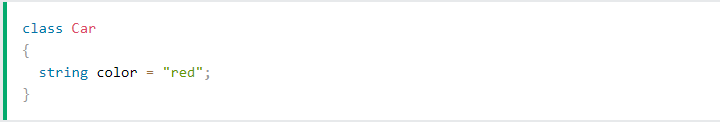 class Car
{
  string color = "red";
}